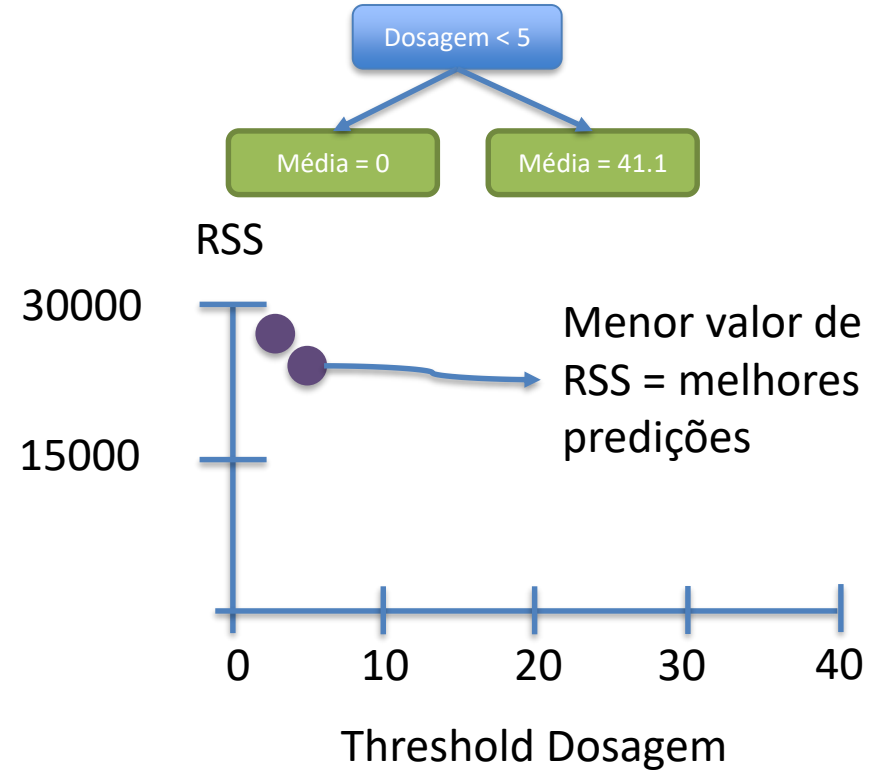 Dosagem < 5
Média = 0
Média = 41.1
RSS
30000
15000
Menor valor de
RSS = melhores
predições
0
10
20
30
40
Threshold Dosagem